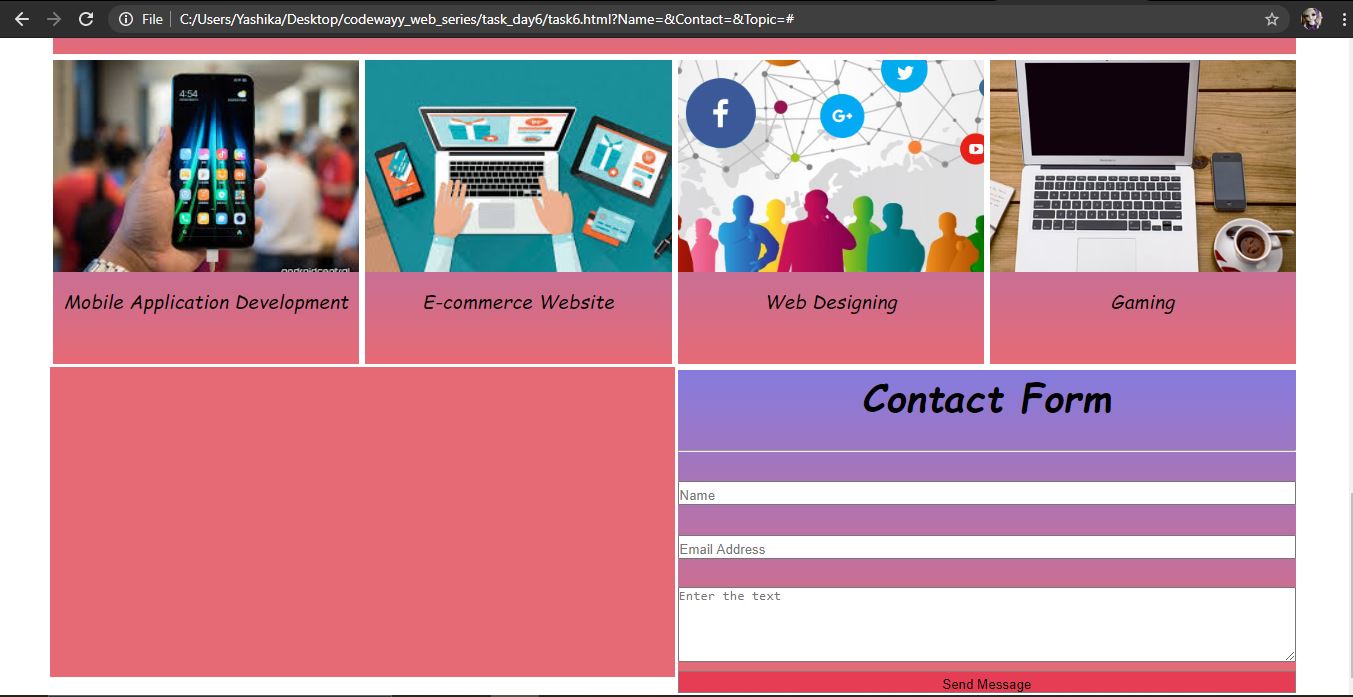 File
C:/Users/Yashika/Desktop/codewayy_web_series/task_day6/task6.html?Name=&Contact=&Topic=#
4:54
f
G+
androidcentral
Mobile Application Development
E-commerce Website
Web Designing
Gaming
Contact Form
Name
Email Address
Enter the text
Send Message